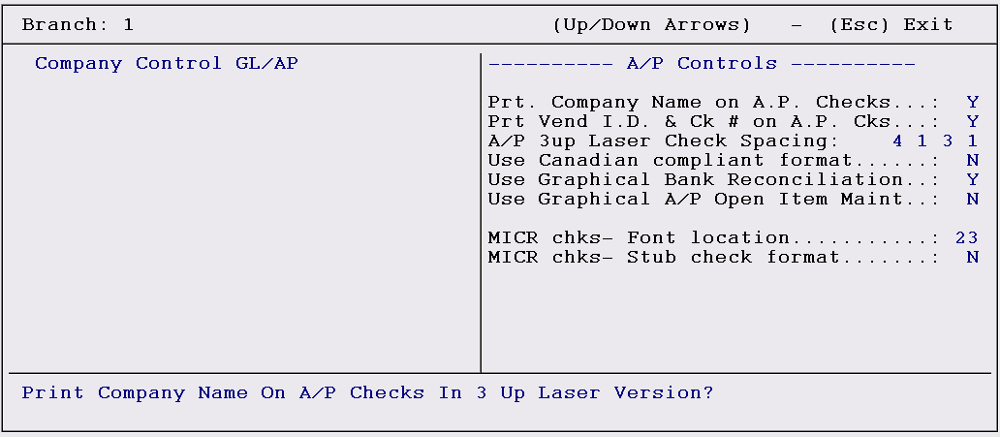 Branch: 1 (Up/Down Arrows) – (Esc) Exit
Company Control GL/AP
---------- A/P Controls ----------
Prt. Company Name on A.P. Checks...: Y
Prt Vend I.D. & Ck # on A.P. Cks...: Y
A/P 3up Laser Check Spacing: 4 1 3 1
Use Canadian compliant format......: N
Use Graphical Bank Reconciliation..: Y
Use Graphical A/P Open Item Maint..: N
MICR chks– Font location...........: 23
MICR chks– Stub check format.......: N
Print Company Name On A/P Checks In 3 Up Laser Version?